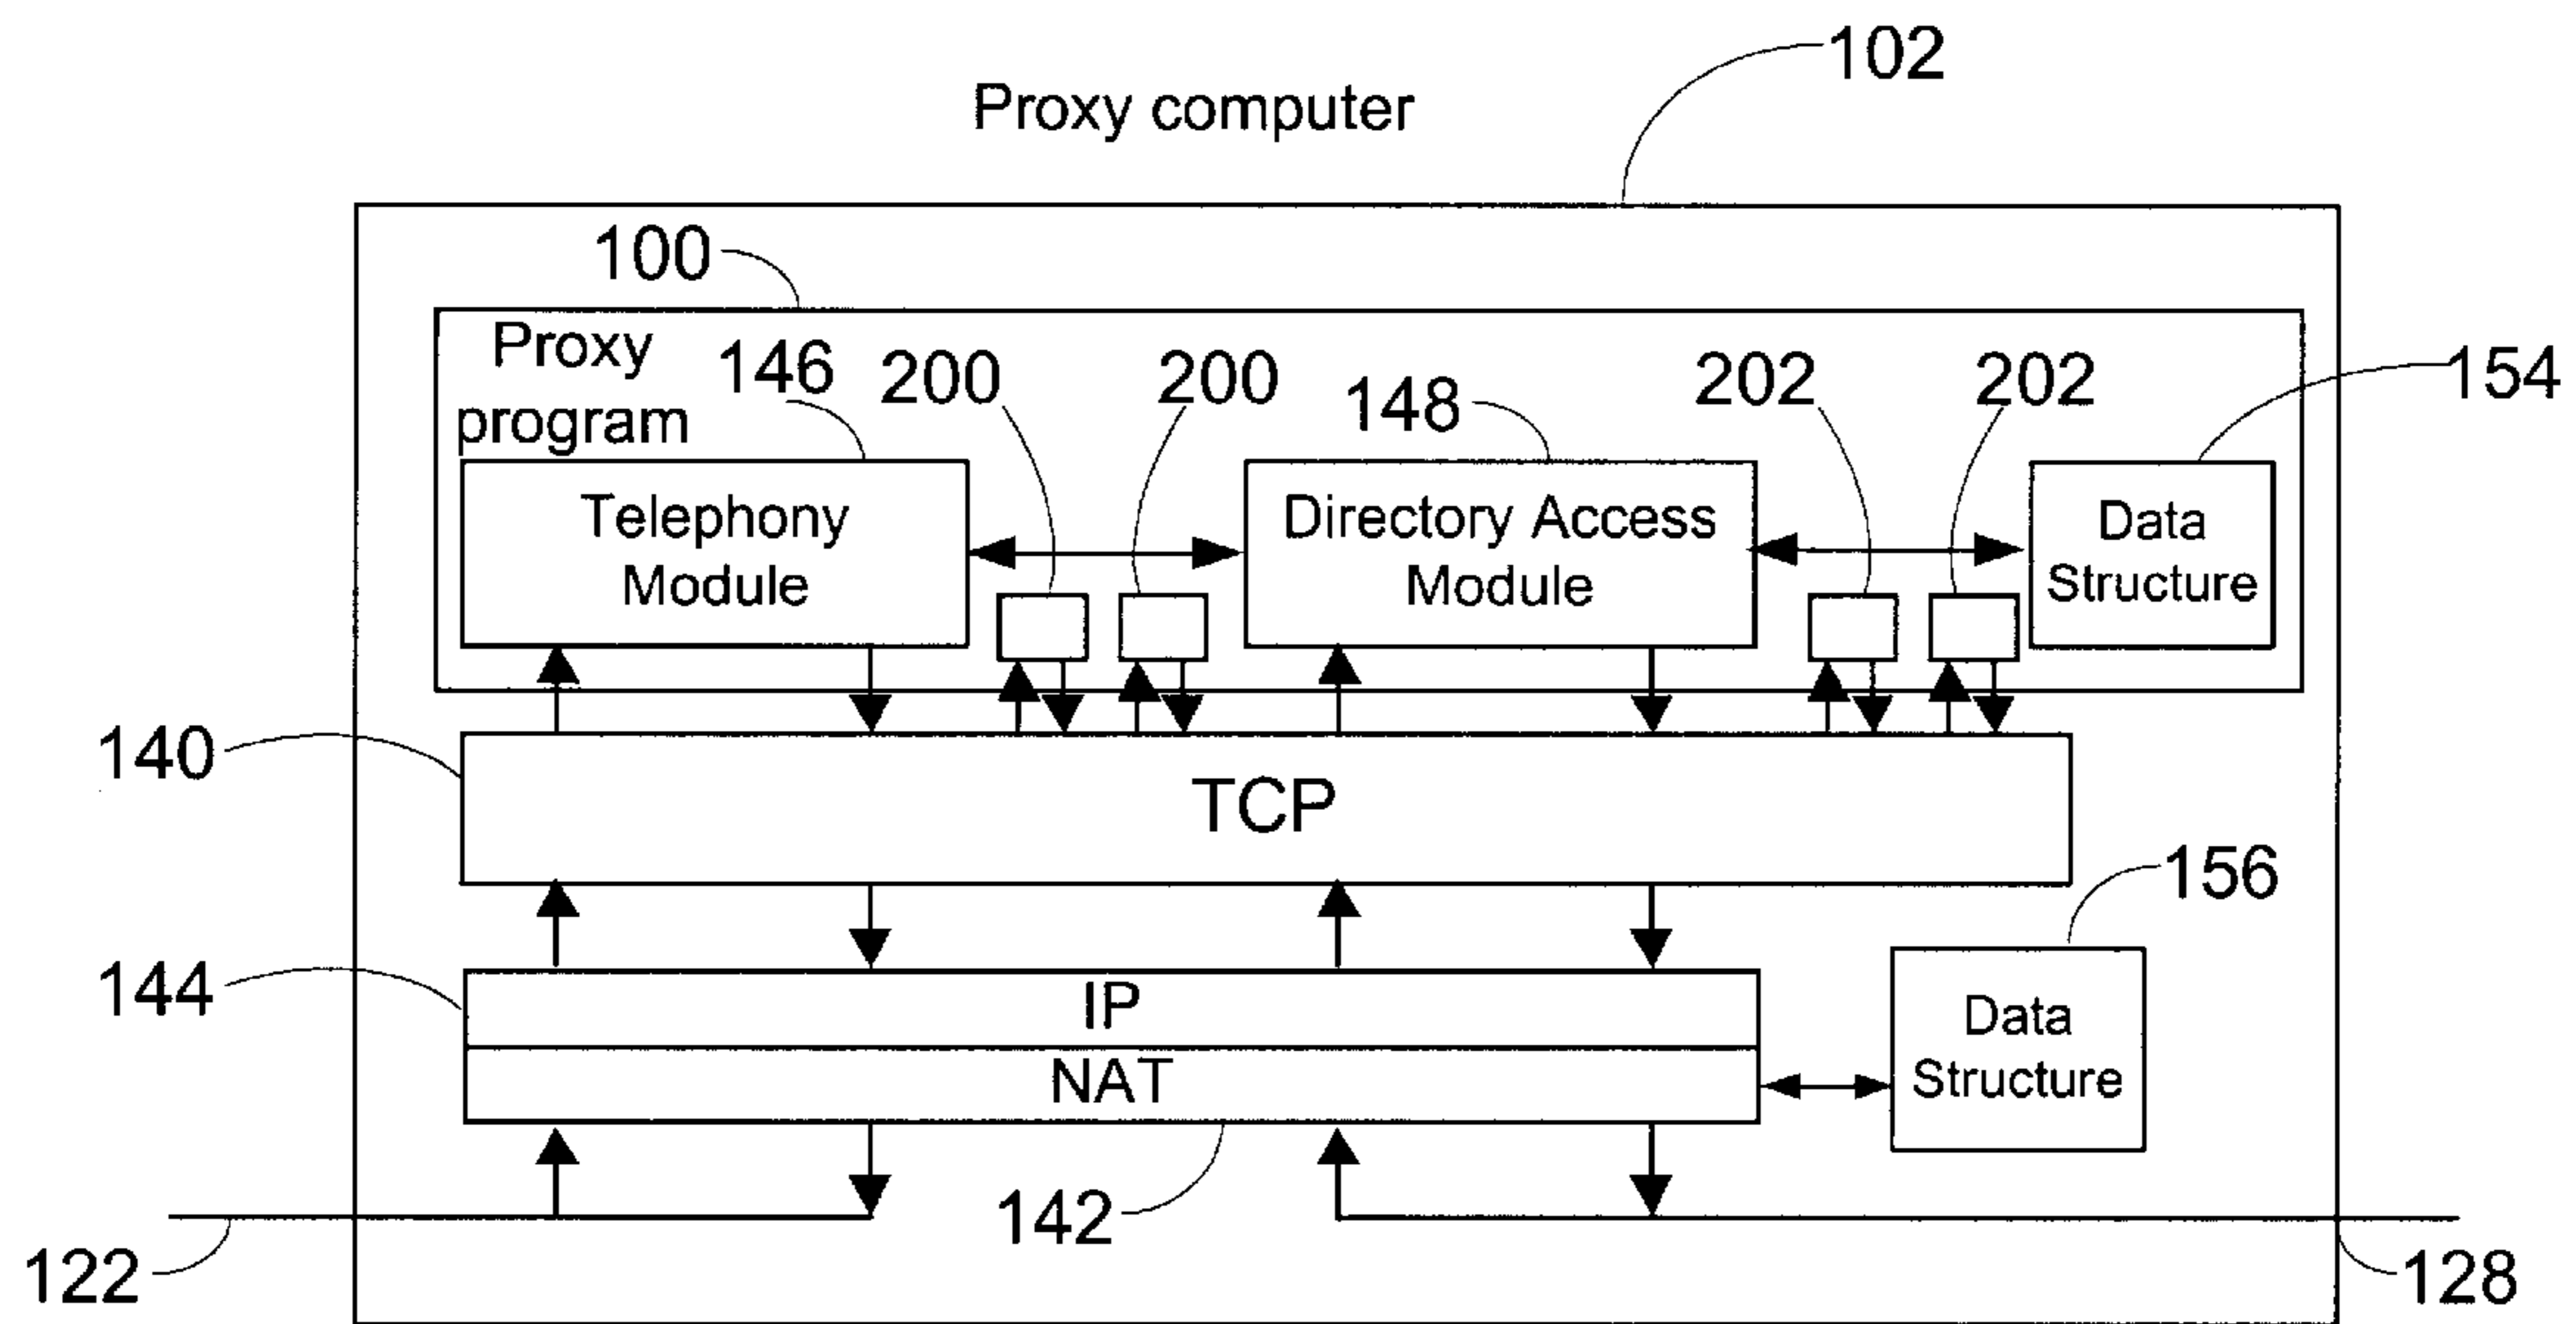 102
Proxy computer
100
Proxy
program
146
200
200
148
202
202
154
Telephony
Module
Directory Access
Module
Data
Structure
140
TCP
156
144
IP
Data
Structure
NAT
142
122
128